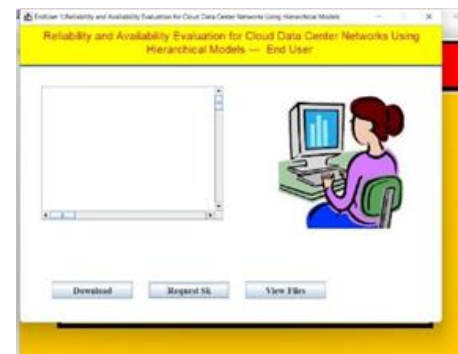 EndUser 1:Reliability and Availability Evaluation for Cloud Data Center Networks Using Hierarchical Models
Reliability and Availability Evaluation for Cloud Data Center Networks Using
Hierarchical Models --- End User
Download
Request Sk
View Files